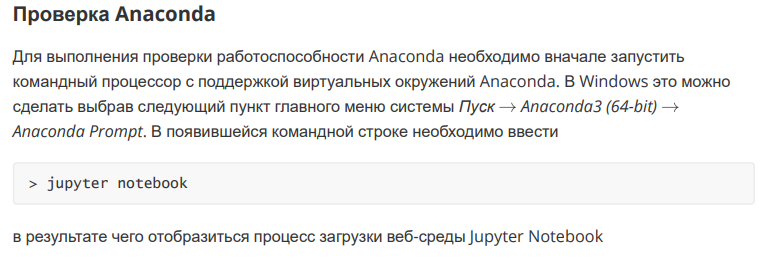 Проверка Anaconda
Для выполнения проверки работоспособности Anaconda необходимо вначале запустить
командный процессор с поддержкой виртуальных окружений Anaconda. В Windows это можно
сделать выбрав следующий пункт главного меню системы Пуск → Anaconda3 (64-bit) →
Anaconda Prompt. В появившейся командной строке необходимо ввести
> jupyter notebook
в результате чего отобразиться процесс загрузки веб-среды Jupyter Notebook